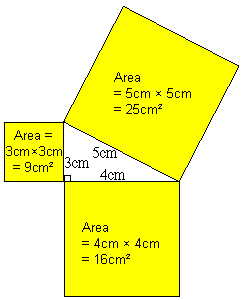 Area
= 5cm × 5cm
= 25cm²
Area =
3cm×3cm
= 9cm²
5cm
3cm
4cm
Area
= 4cm × 4cm
= 16cm²